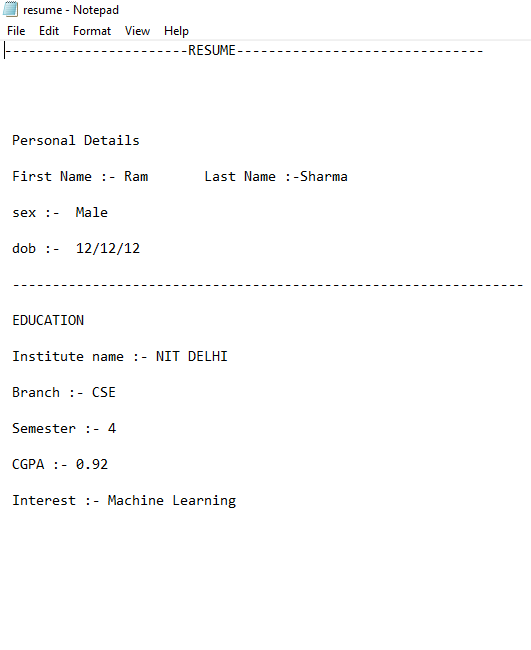 resume - Notepad
File Edit Format View Help
-----------------------RESUME-------------------------------
Personal Details
First Name :- Ram       Last Name :-Sharma
sex :-  Male
dob :-  12/12/12
----------------------------------------------------------------
EDUCATION
Institute name :- NIT DELHI
Branch :- CSE
Semester :- 4
CGPA :- 0.92
Interest :- Machine Learning